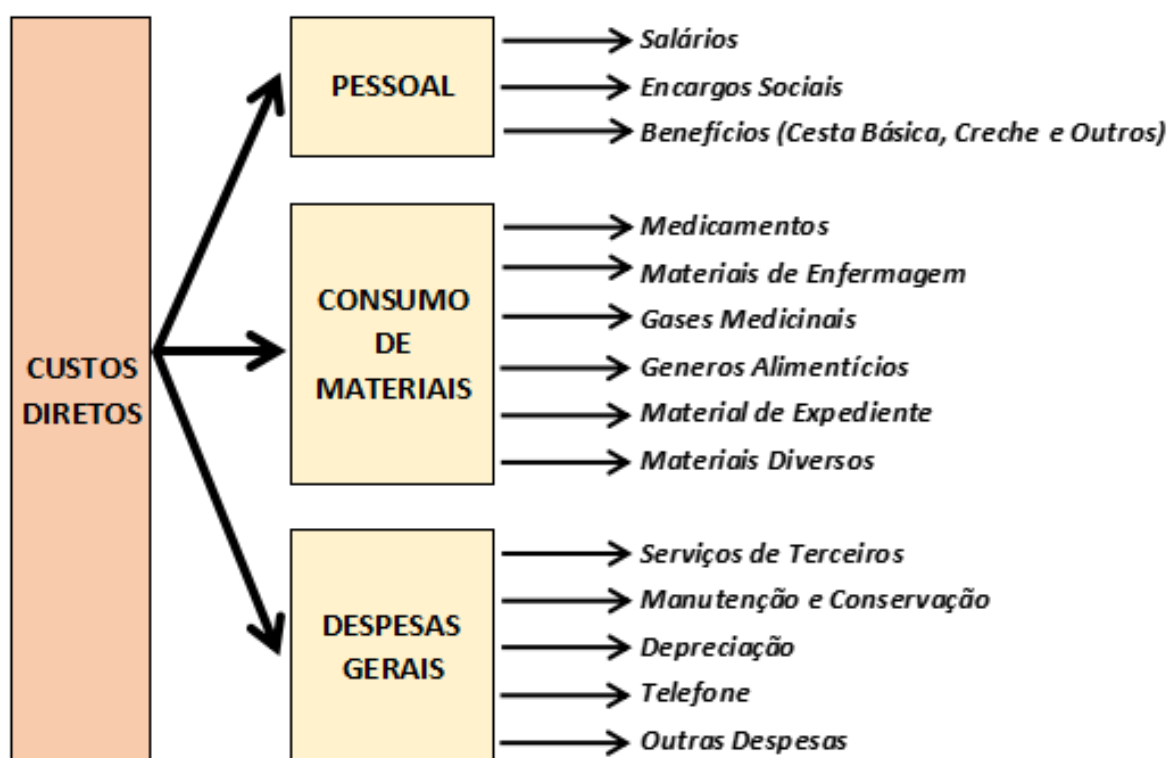 CUSTOS
DIRETOS
PESSOAL
Salários
Encargos Sociais
Benefícios (Cesta Básica, Creche e Outros)
CONSUMO
DE
MATERIAIS
Medicamentos
Materiais de Enfermagem
Gases Medicinais
Generos Alimentícios
Material de Expediente
Materiais Diversos
DESPESAS
GERAIS
Serviços de Terceiros
Manutenção e Conservação
Depreciação
Telefone
Outras Despesas